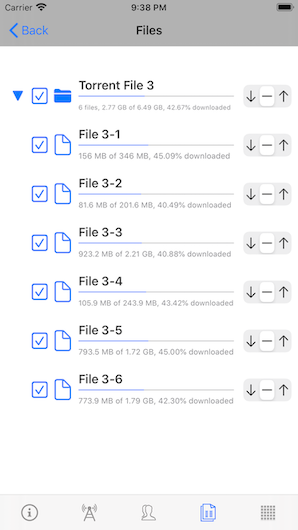 Carrier 9:38 PM
Back Files
Torrent File 3
6 files, 2.77 GB of 6.49 GB, 42.67% downloaded
File 3-1
156 MB of 346 MB, 45.09% downloaded
File 3-2
81.6 MB of 201.6 MB, 40.49% downloaded
File 3-3
923.2 MB of 2.21 GB, 40.88% downloaded
File 3-4
105.9 MB of 243.9 MB, 43.42% downloaded
File 3-5
793.5 MB of 1.72 GB, 45.00% downloaded
File 3-6
773.9 MB of 1.79 GB, 42.30% downloaded